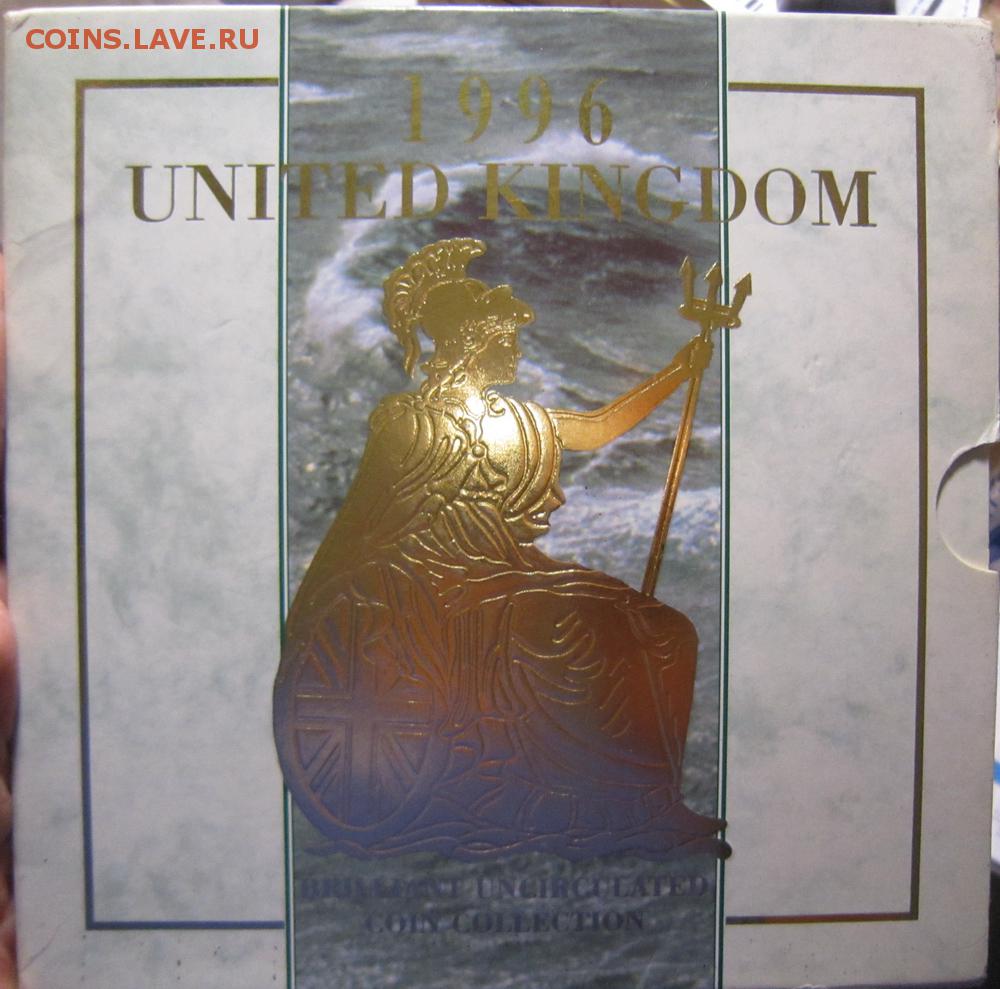 COINS.LAVE.RU
1996
UNITED KINGDOM
BRILLIANT UNCIRCULATED
COIN COLLECTION